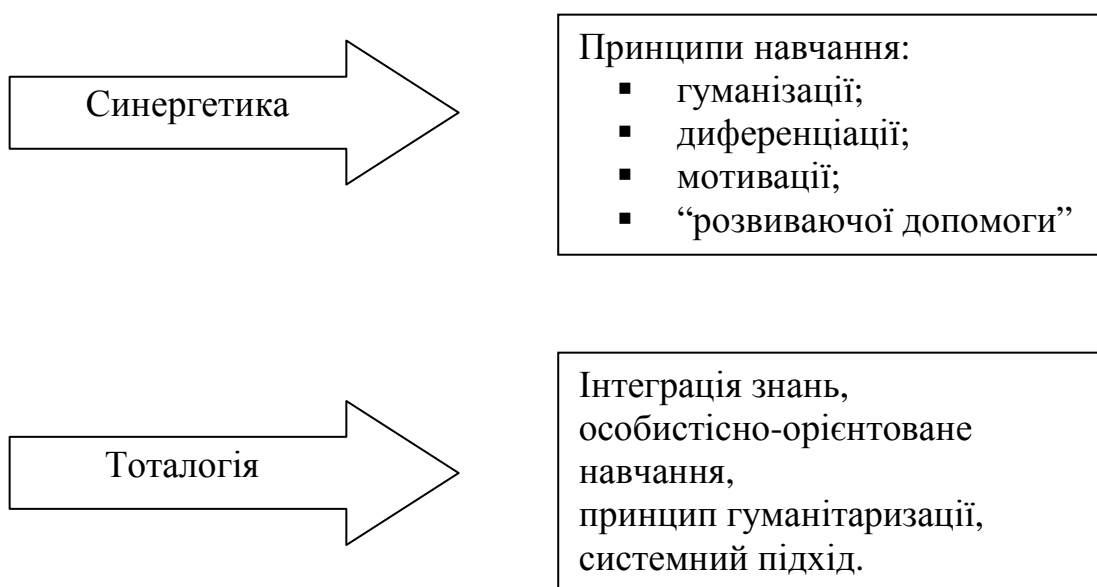 Синергетика
Принципи навчання:
▪ гуманізації;
▪ диференціації;
▪ мотивації;
▪ “розвиваючої допомоги”
Тоталогія
Інтеграція знань,
особистісно-орієнтоване
навчання,
принцип гуманітаризації,
системний підхід.